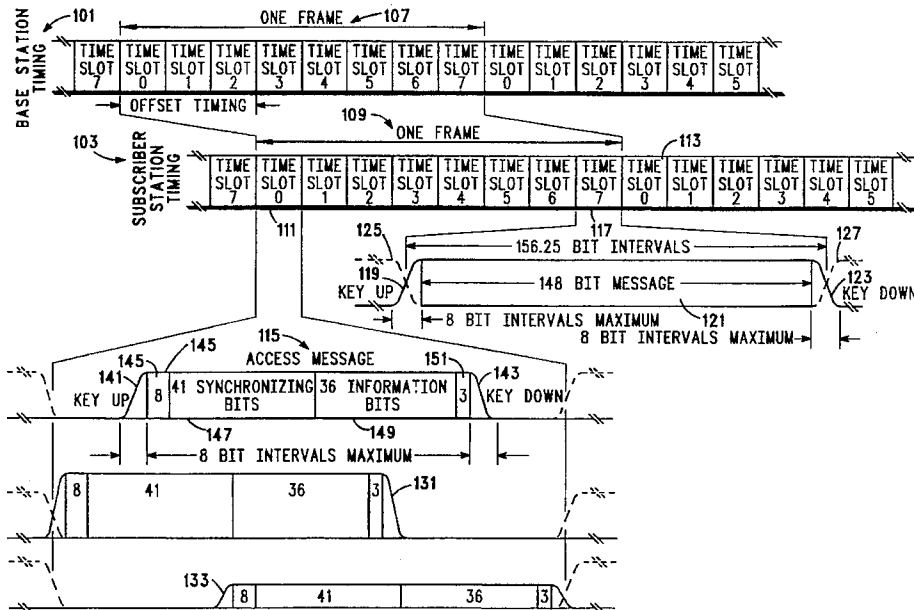 101
ONE FRAME
107
BASE STATION TIMING
TIME SLOT 7
TIME SLOT 0
TIME SLOT 1
TIME SLOT 2
TIME SLOT 3
TIME SLOT 4
TIME SLOT 5
TIME SLOT 6
TIME SLOT 7
TIME SLOT 0
TIME SLOT 1
TIME SLOT 2
TIME SLOT 3
TIME SLOT 4
TIME SLOT 5
OFFSET TIMING
109
ONE FRAME
103
SUBSCRIBER STATION TIMING
113
TIME SLOT 7
TIME SLOT 0
TIME SLOT 1
TIME SLOT 2
TIME SLOT 3
TIME SLOT 4
TIME SLOT 5
TIME SLOT 6
TIME SLOT 7
TIME SLOT 0
TIME SLOT 1
TIME SLOT 2
TIME SLOT 3
TIME SLOT 4
TIME SLOT 5
111
117
125
127
156.25 BIT INTERVALS
119
KEY UP
148 BIT MESSAGE
123
KEY DOWN
121
8 BIT INTERVALS MAXIMUM
8 BIT INTERVALS MAXIMUM
115
ACCESS MESSAGE
145
145
151
141
143
KEY UP
8
41 SYNCHRONIZING BITS
36 INFORMATION BITS
3
KEY DOWN
147
149
8 BIT INTERVALS MAXIMUM
8
41
36
3
131
133
8
41
36
3